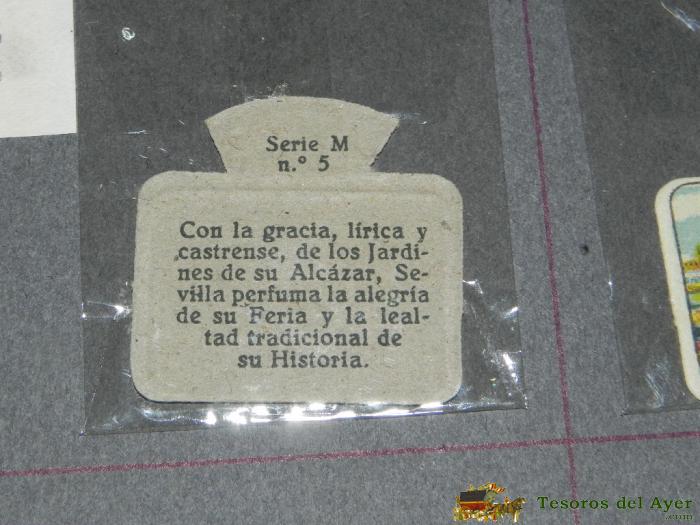 Serie M
n.º 5
Con la gracia, lírica y
castrense, de los Jardi-
nes de su Alcázar, Se-
villa perfuma la alegría
de su Feria y la leal-
tad tradicional de
su Historia.
Tesoros del Ayer
.com